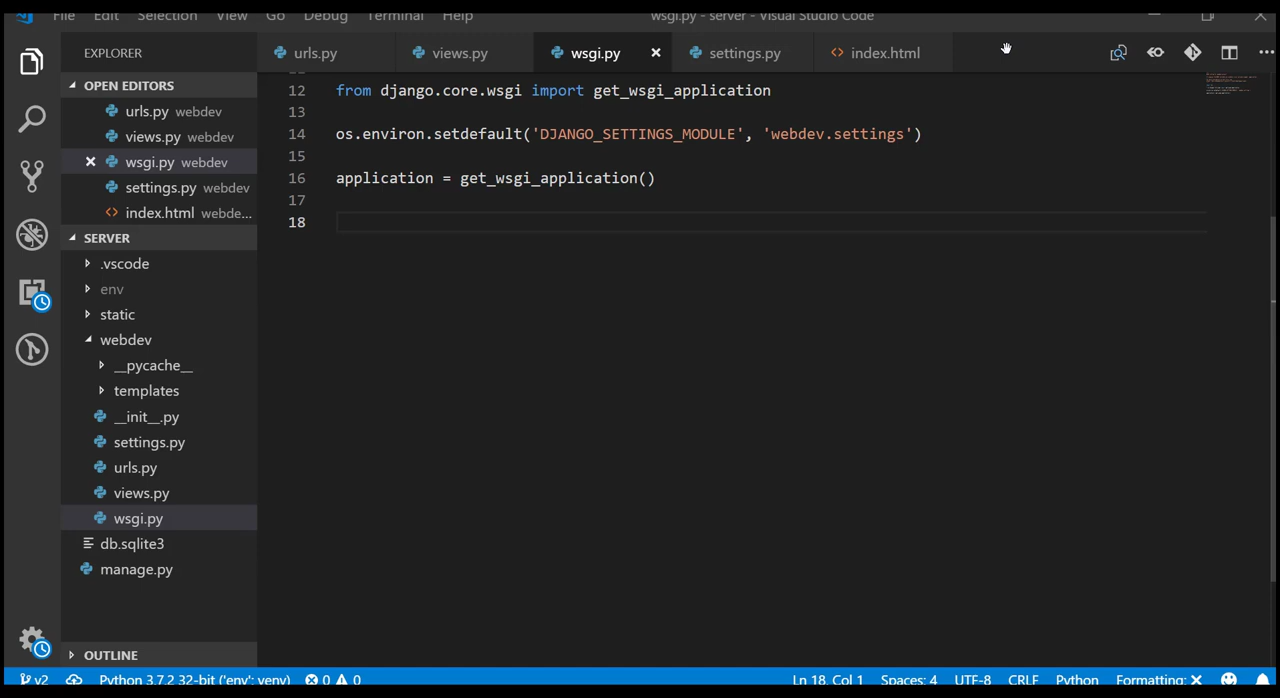 File Edit Selection View Go Debug Terminal Help wsgi.py - server - Visual Studio Code
EXPLORER
urls.py views.py wsgi.py settings.py index.html
OPEN EDITORS
urls.py webdev
views.py webdev
wsgi.py webdev
settings.py webdev
index.html webde...
SERVER
.vscode
env
static
webdev
__pycache__
templates
__init__.py
settings.py
urls.py
views.py
wsgi.py
db.sqlite3
manage.py
OUTLINE
12 from django.core.wsgi import get_wsgi_application
13
14 os.environ.setdefault('DJANGO_SETTINGS_MODULE', 'webdev.settings')
15
16 application = get_wsgi_application()
17
18
v2 Python 3.7.2 32-bit ('env': venv) 0 0 Ln 18, Col 1 Spaces: 4 UTF-8 CRLF Python Formatting: ✕